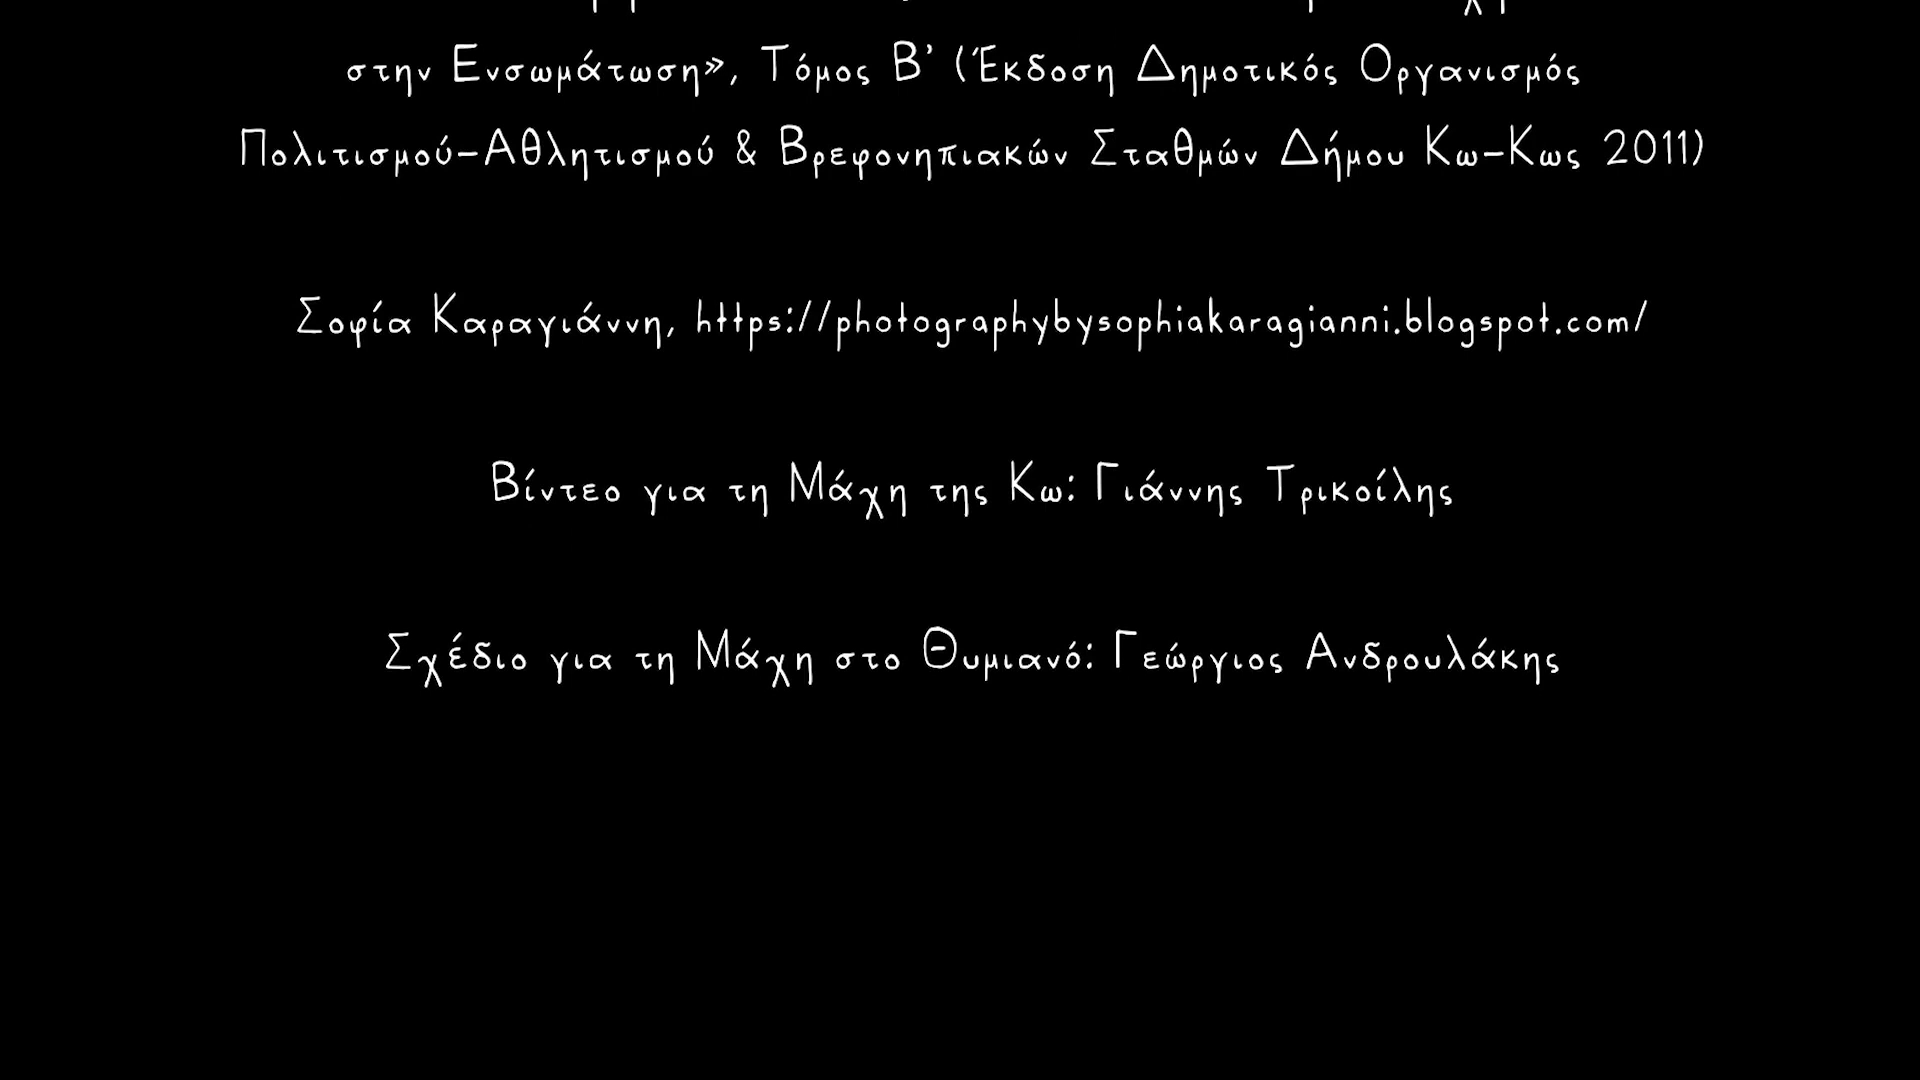 στην Ενσωμάτωση», Τόμος Β’ (Έκδοση Δημοτικός Οργανισμός
Πολιτισμού-Αθλητισμού & Βρεφονηπιακών Σταθμών Δήμου Κω-Κως 2011)
Σοφία Καραγιάννη, https://photographybysophiakaragianni.blogspot.com/
Βίντεο για τη Μάχη της Κω: Γιάννης Τρικοίλης
Σχέδιο για τη Μάχη στο Θυμιανό: Γεώργιος Ανδρουλάκης